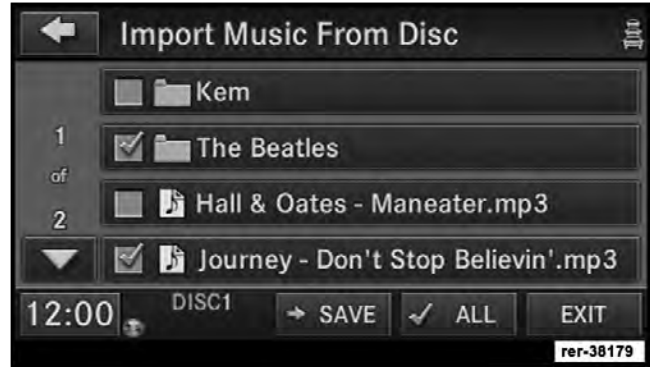 Import Music From Disc
Kem
1
of
2
The Beatles
Hall & Oates - Maneater.mp3
Journey - Don't Stop Believin'.mp3
12:00
DISC1
SAVE
ALL
EXIT
rer-38179